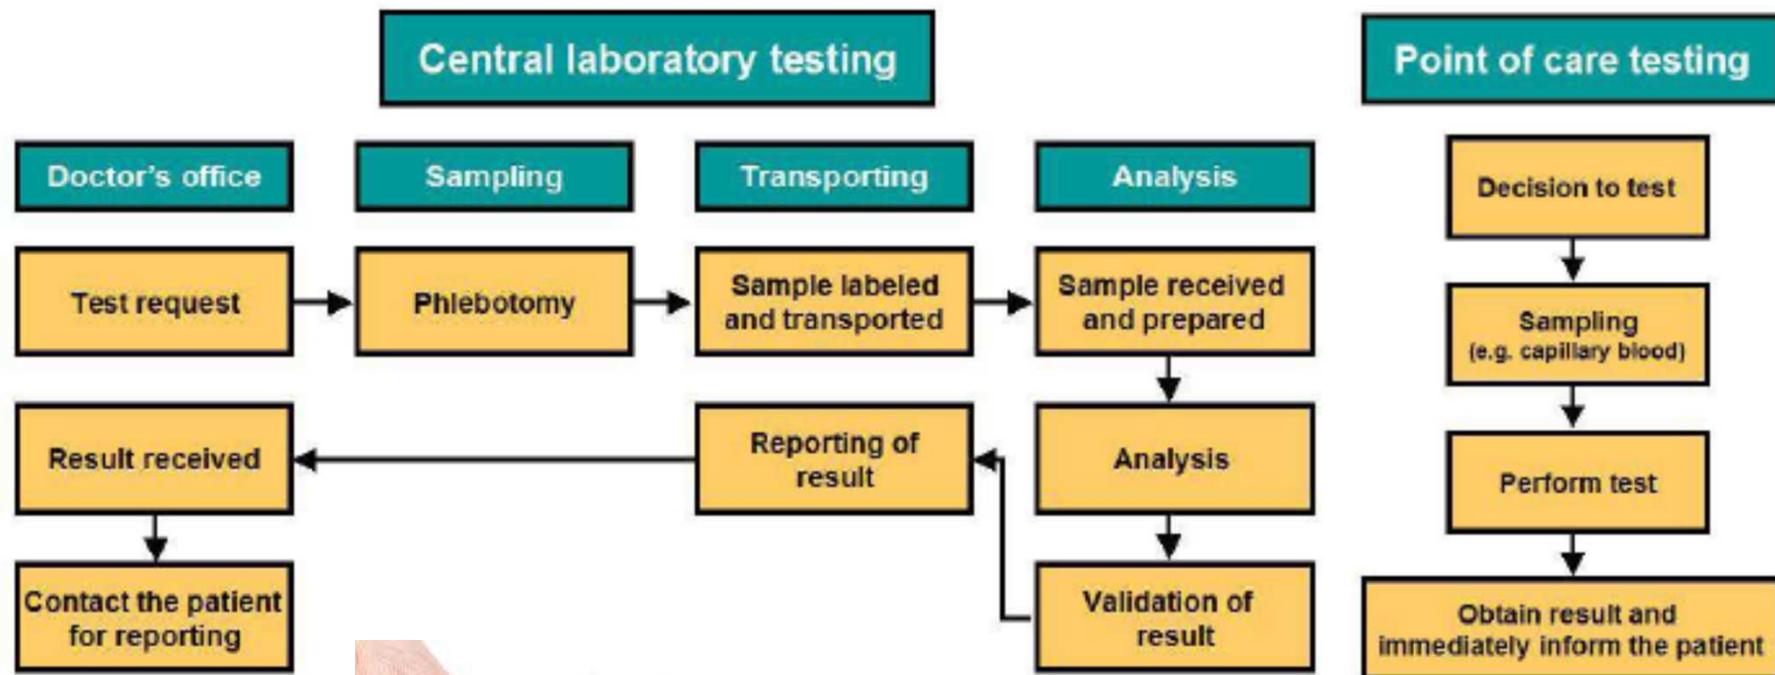 Central laboratory testing
Point of care testing
Doctor's office
Sampling
Transporting
Analysis
Test request
Phlebotomy
Sample labeled
and transported
Sample received
and prepared
Result received
Reporting of
result
Analysis
Contact the patient
for reporting
Validation of
result
Decision to test
Sampling
(e.g. capillary blood)
Perform test
Obtain result and
immediately inform the patient